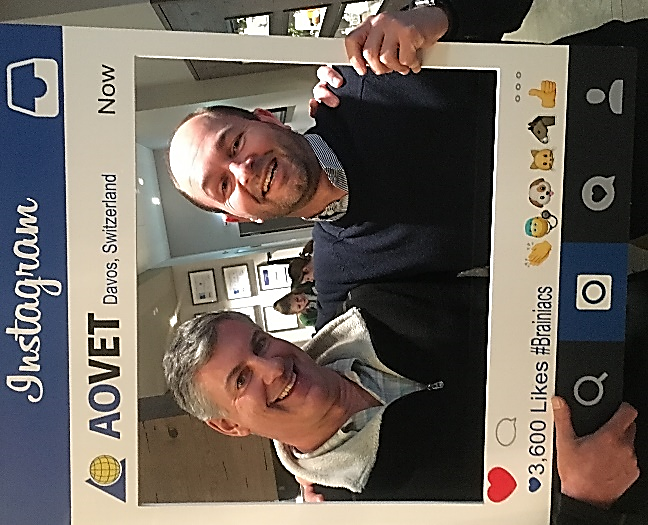 Instagram
AOVET
Davos, Switzerland
Now
3,600 Likes #Brainiacs